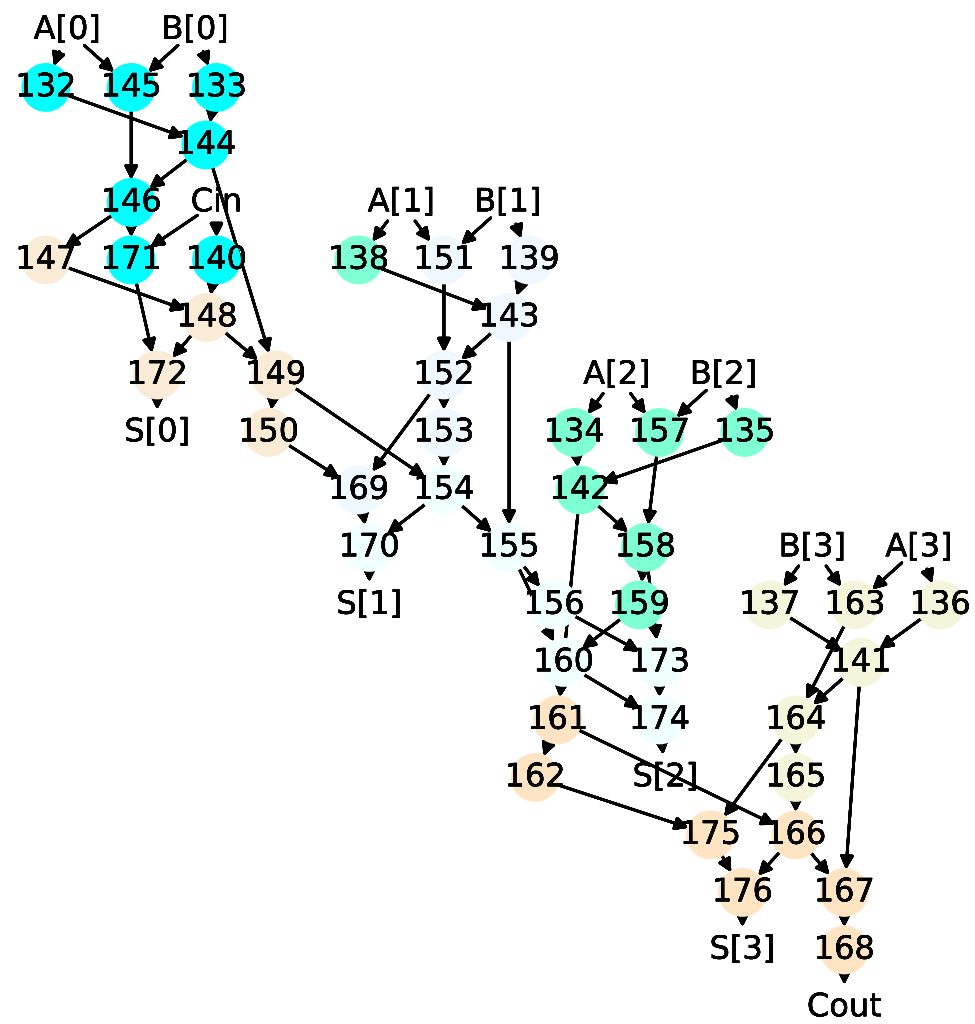 A[0] B[0]
132 145 133
144
146 Cin A[1] B[1]
147 171 140 138 151 139
148 143
172 149 152 A[2] B[2]
S[0] 150 153 134 157 135
169 154 142
170 155 158 B[3] A[3]
S[1] 156 159 137 163 136
160 173 141
161 174 164
162 S[2] 165
175 166
176 167
S[3] 168
Cout